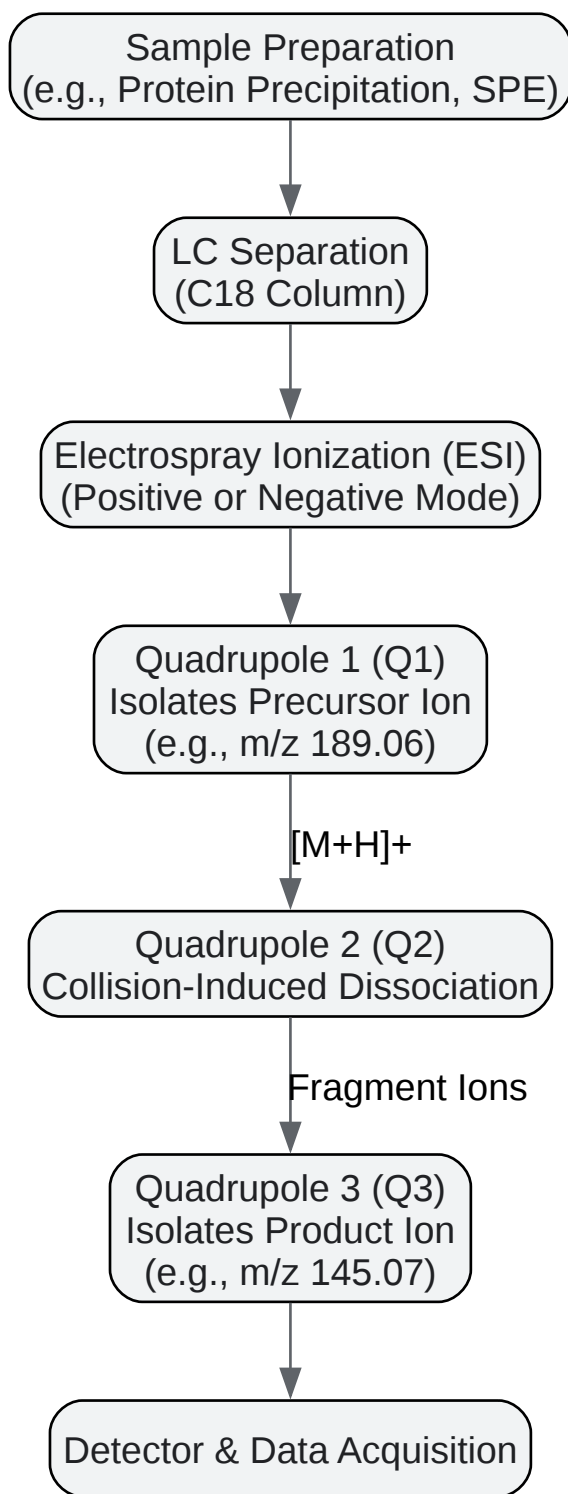 Sample Preparation
(e.g., Protein Precipitation, SPE)
LC Separation
(C18 Column)
Electrospray Ionization (ESI)
(Positive or Negative Mode)
Quadrupole 1 (Q1)
Isolates Precursor Ion
(e.g., m/z 189.06)
[M+H]+
Quadrupole 2 (Q2)
Collision-Induced Dissociation
Fragment Ions
Quadrupole 3 (Q3)
Isolates Product Ion
(e.g., m/z 145.07)
Detector & Data Acquisition